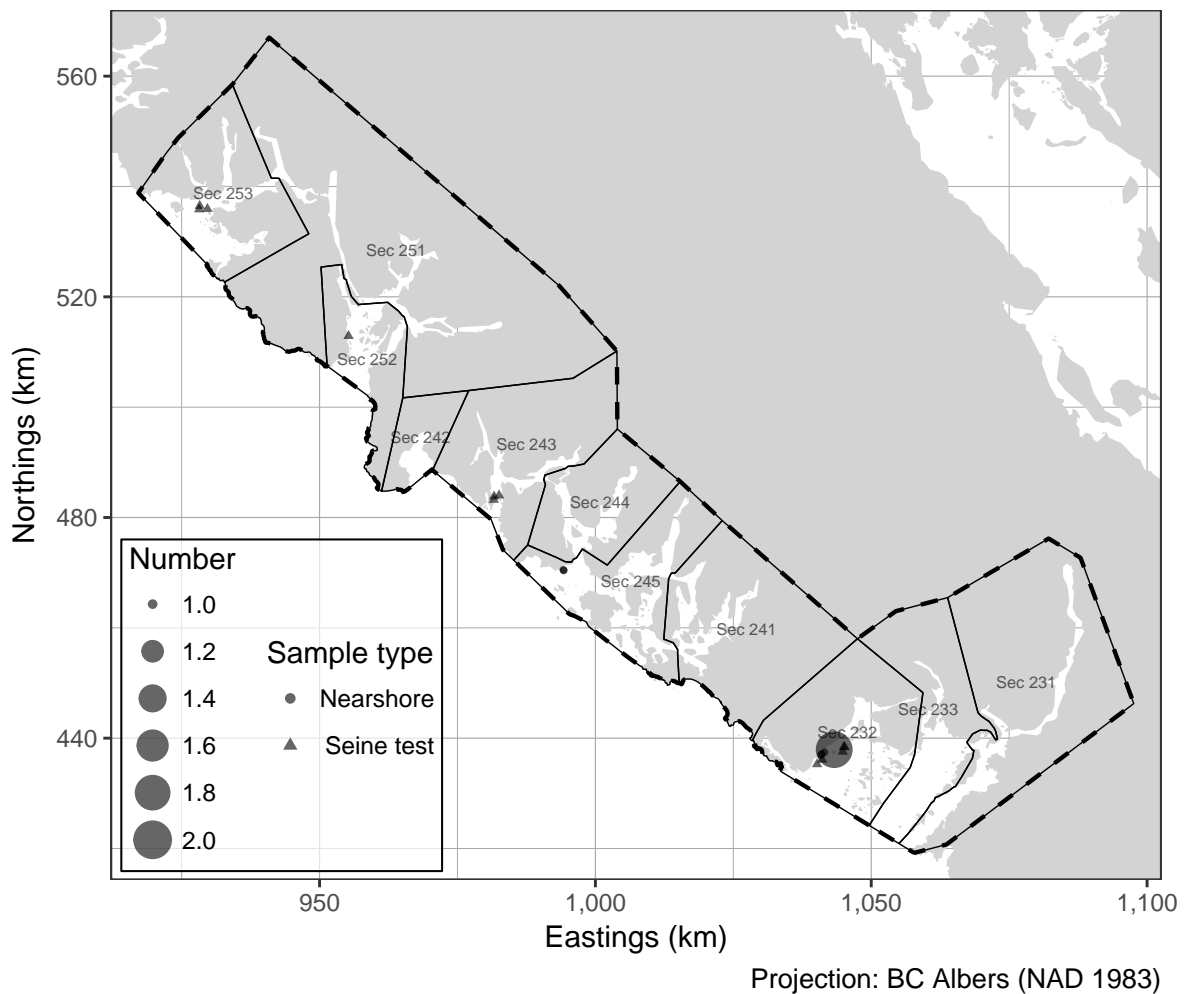 560
520
480
440
Northings (km)
Sec 253
Sec 251
Sec 252
Sec 242
Sec 243
Sec 244
Sec 245
Sec 241
Sec 231
Sec 233
Sec 232
Number
1.0
1.2
1.4
1.6
1.8
2.0
Sample type
Nearshore
Seine test
950
1,000
1,050
1,100
Eastings (km)
Projection: BC Albers (NAD 1983)